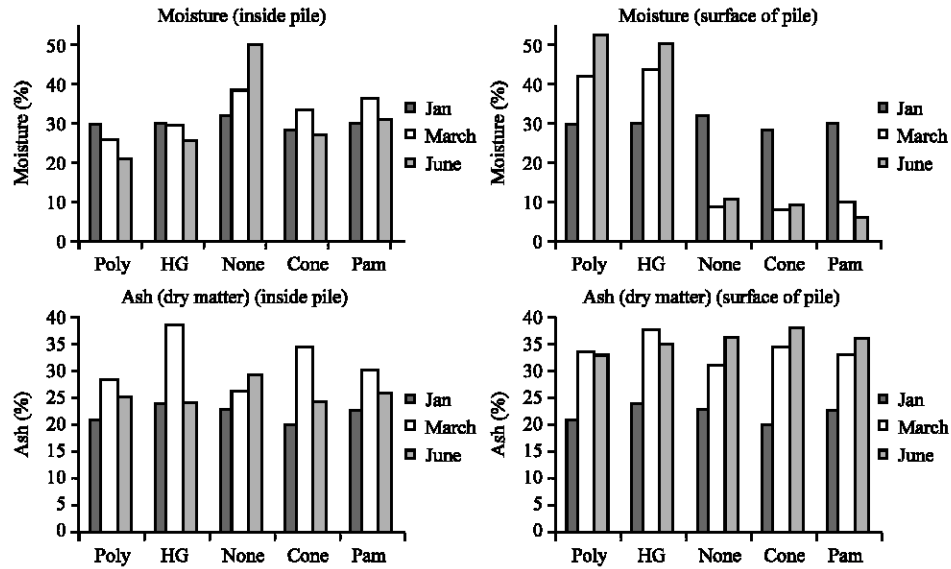 Moisture (inside pile)
Moisture (%)
50
40
30
20
10
0
Poly HG None Cone Pam
Jan
March
June
Moisture (surface of pile)
Moisture (%)
50
40
30
20
10
0
Poly HG None Cone Pam
Jan
March
June
Ash (dry matter) (inside pile)
Ash (%)
40
35
30
25
20
15
10
5
0
Poly HG None Cone Pam
Jan
March
June
Ash (dry matter) (surface of pile)
Ash (%)
40
35
30
25
20
15
10
5
0
Poly HG None Cone Pam
Jan
March
June